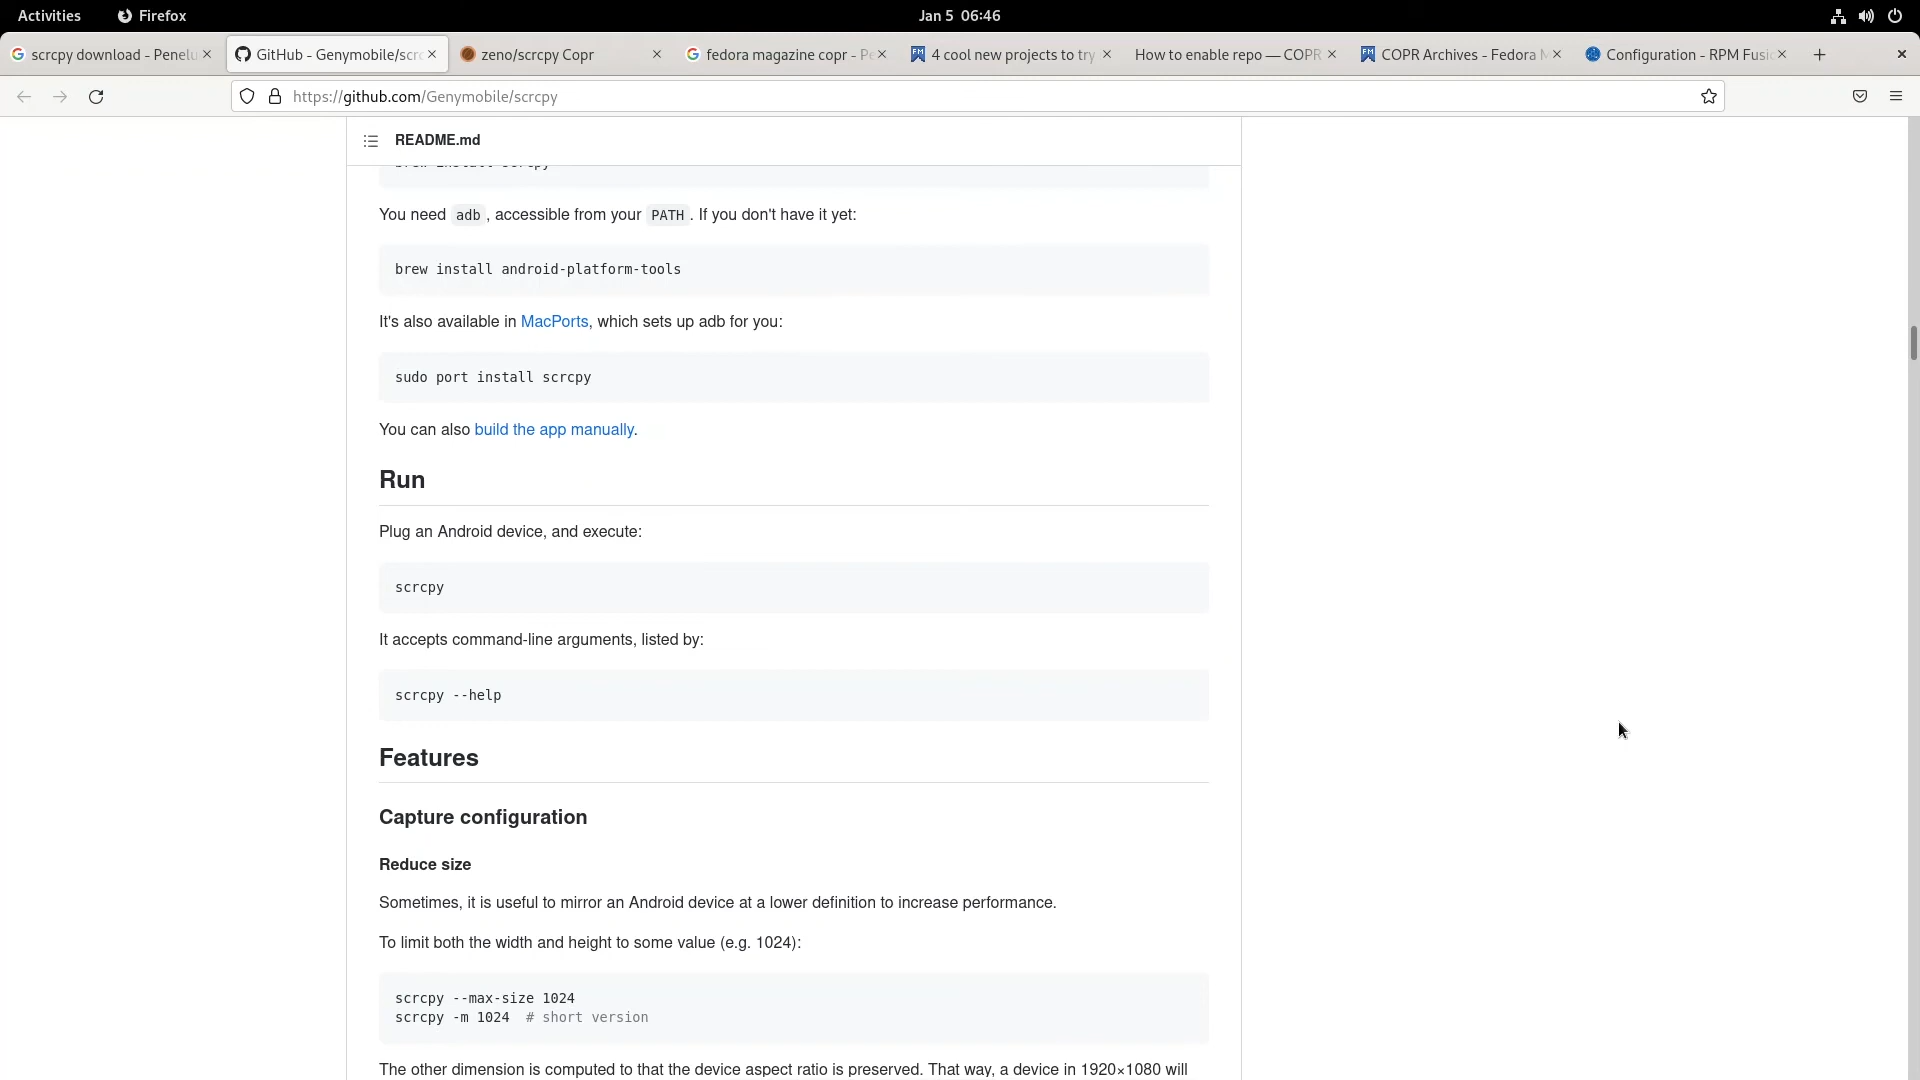 Activities
Firefox
Jan 5 06:46
scrcpy download - Penelu
GitHub - Genymobile/scrc
zeno/scrcpy Copr
fedora magazine copr - Pe
4 cool new projects to try
How to enable repo — COPR
COPR Archives - Fedora M
Configuration - RPM Fusio
https://github.com/Genymobile/scrcpy
README.md
brew install scrcpy
You need adb, accessible from your PATH. If you don't have it yet:
brew install android-platform-tools
It's also available in MacPorts, which sets up adb for you:
sudo port install scrcpy
You can also build the app manually.
Run
Plug an Android device, and execute:
scrcpy
It accepts command-line arguments, listed by:
scrcpy --help
Features
Capture configuration
Reduce size
Sometimes, it is useful to mirror an Android device at a lower definition to increase performance.
To limit both the width and height to some value (e.g. 1024):
scrcpy --max-size 1024
scrcpy -m 1024  # short version
The other dimension is computed to that the device aspect ratio is preserved. That way, a device in 1920×1080 will